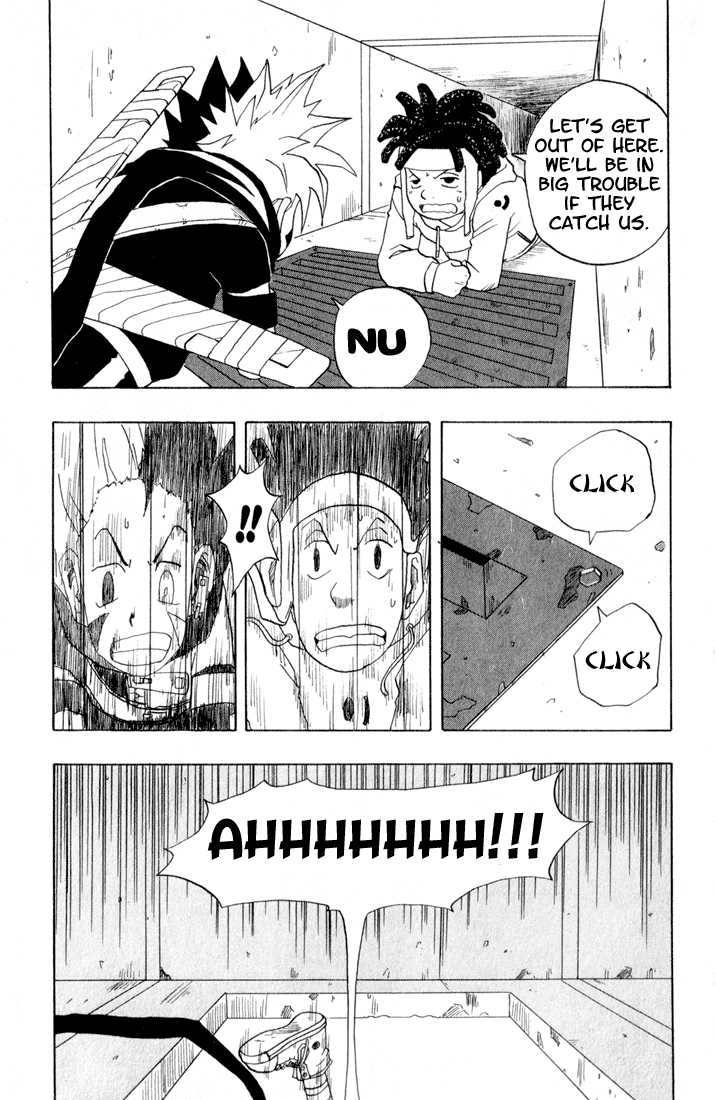 LET'S GET
OUT OF HERE.
WE'LL BE IN
BIG TROUBLE
IF THEY
CATCH US.
NU
CLICK
CLICK
!!
AHHHHHHH!!!